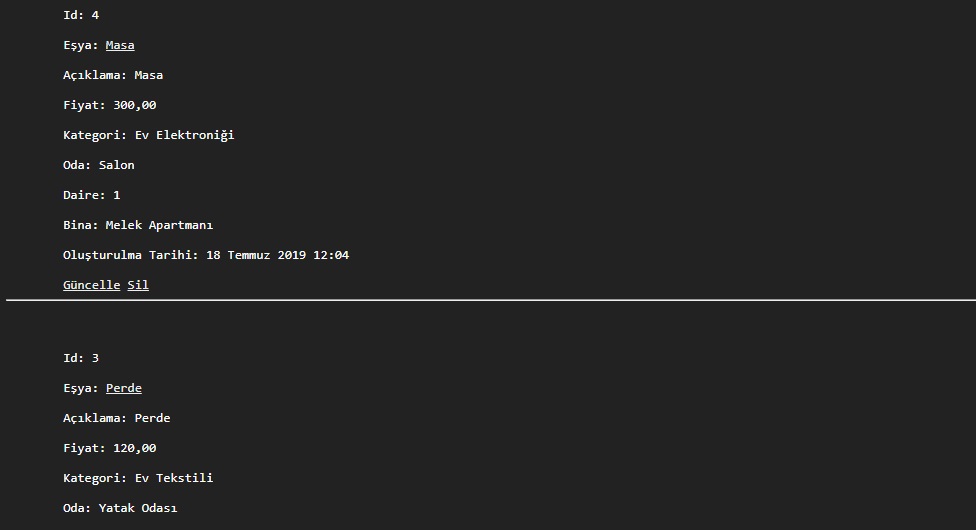 Id: 4
Eşya: Masa
Açıklama: Masa
Fiyat: 300,00
Kategori: Ev Elektroniği
Oda: Salon
Daire: 1
Bina: Melek Apartmanı
Oluşturulma Tarihi: 18 Temmuz 2019 12:04
Güncelle Sil
Id: 3
Eşya: Perde
Açıklama: Perde
Fiyat: 120,00
Kategori: Ev Tekstili
Oda: Yatak Odası